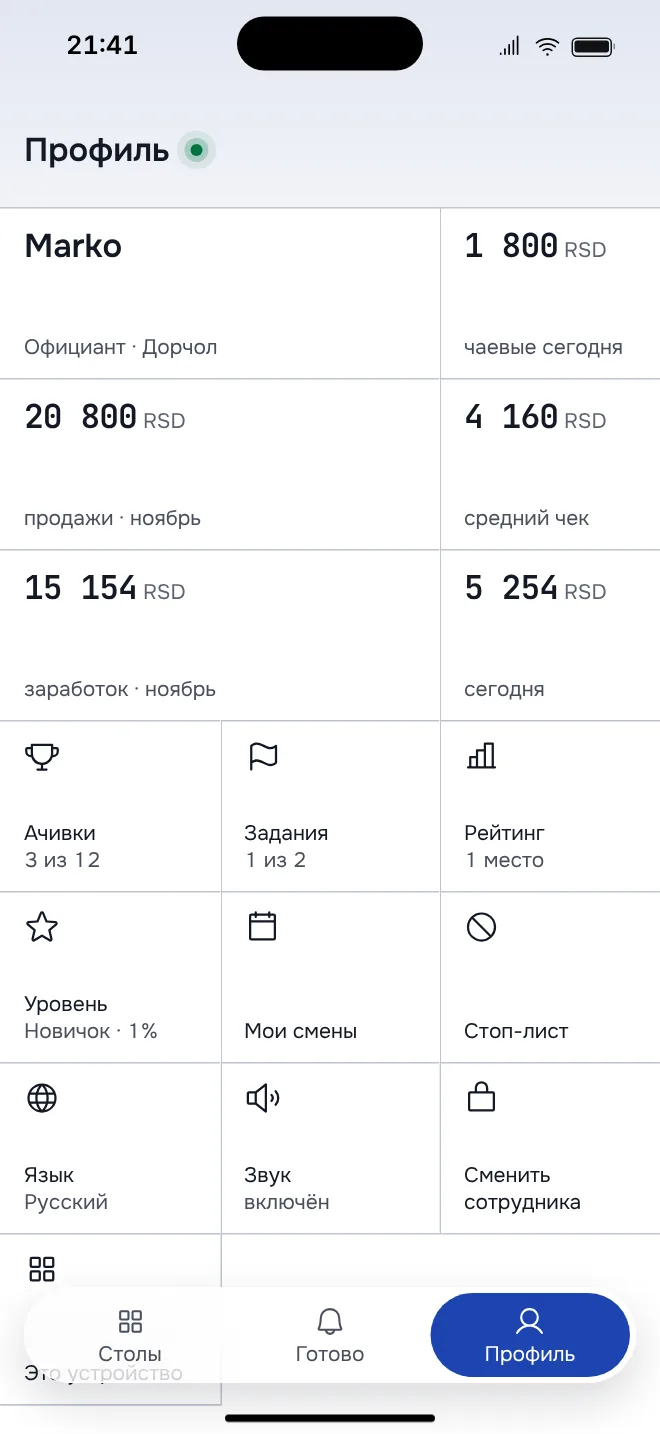 21:41
Профиль
Marko
1 800 RSD
Официант · Дорчол
чаевые сегодня
20 800 RSD
4 160 RSD
продажи · ноябрь
средний чек
15 154 RSD
5 254 RSD
заработок · ноябрь
сегодня
Ачивки
3 из 12
Задания
1 из 2
Рейтинг
1 место
Уровень
Новичок · 1%
Мои смены
Стоп-лист
Язык
Русский
Звук
включён
Сменить
сотрудника
Это устройство
Столы
Готово
Профиль